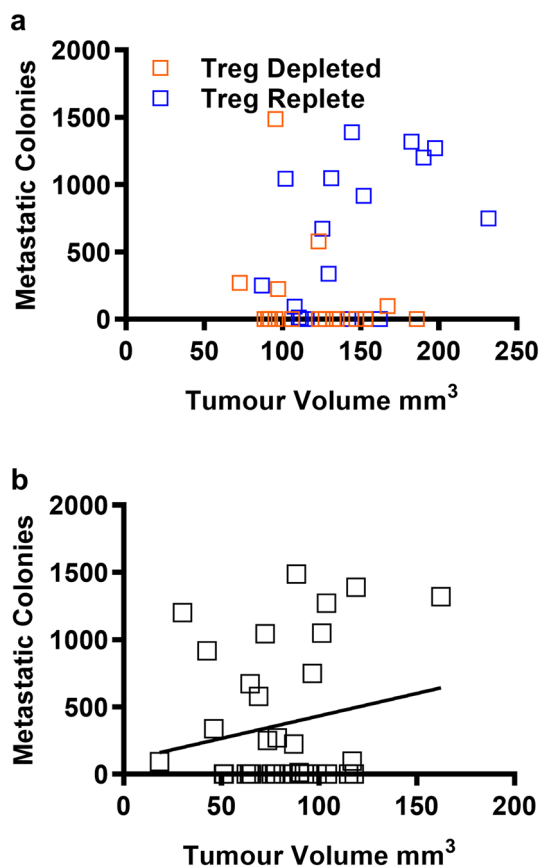 a
Metastatic Colonies
2000
1500
1000
500
0
Treg Depleted
Treg Replete
0 50 100 150 200 250
Tumour Volume mm³
b
Metastatic Colonies
2000
1500
1000
500
0
0 50 100 150 200
Tumour Volume mm³